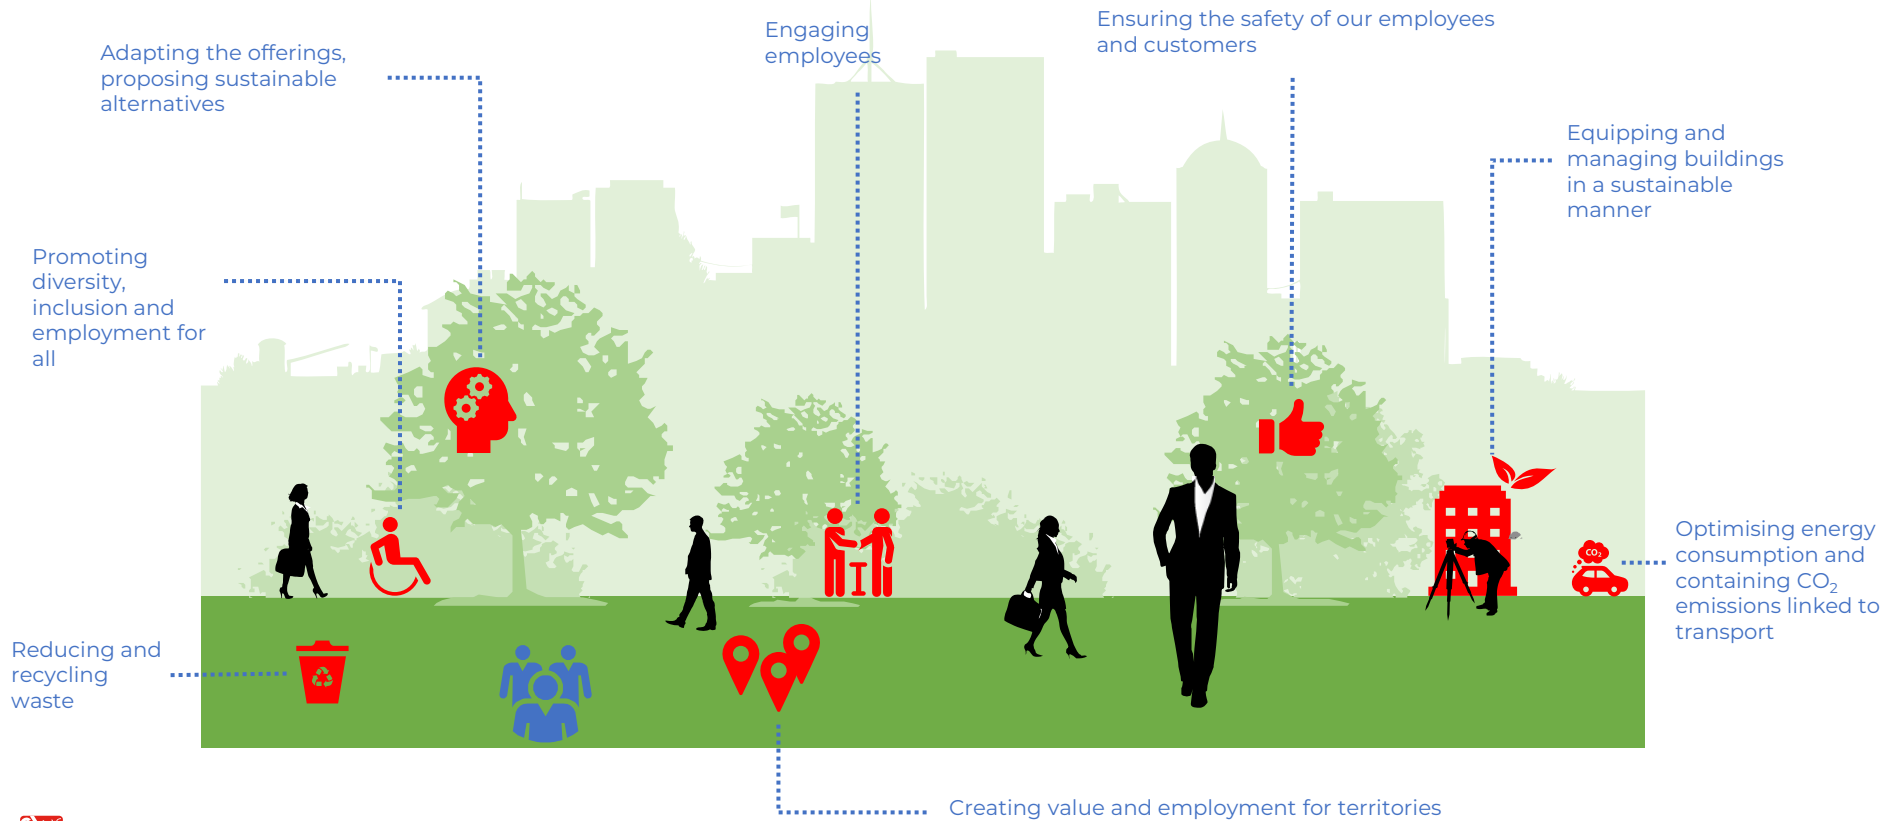 Adapting the offerings,
proposing sustainable
alternatives
Engaging
employees
Ensuring the safety of our employees
and customers
Equipping and
managing buildings
in a sustainable
manner
Promoting
diversity,
inclusion and
employment for
all
CO₂
Optimising energy
consumption and
containing CO₂
emissions linked to
transport
Reducing and
recycling
waste
Creating value and employment for territories